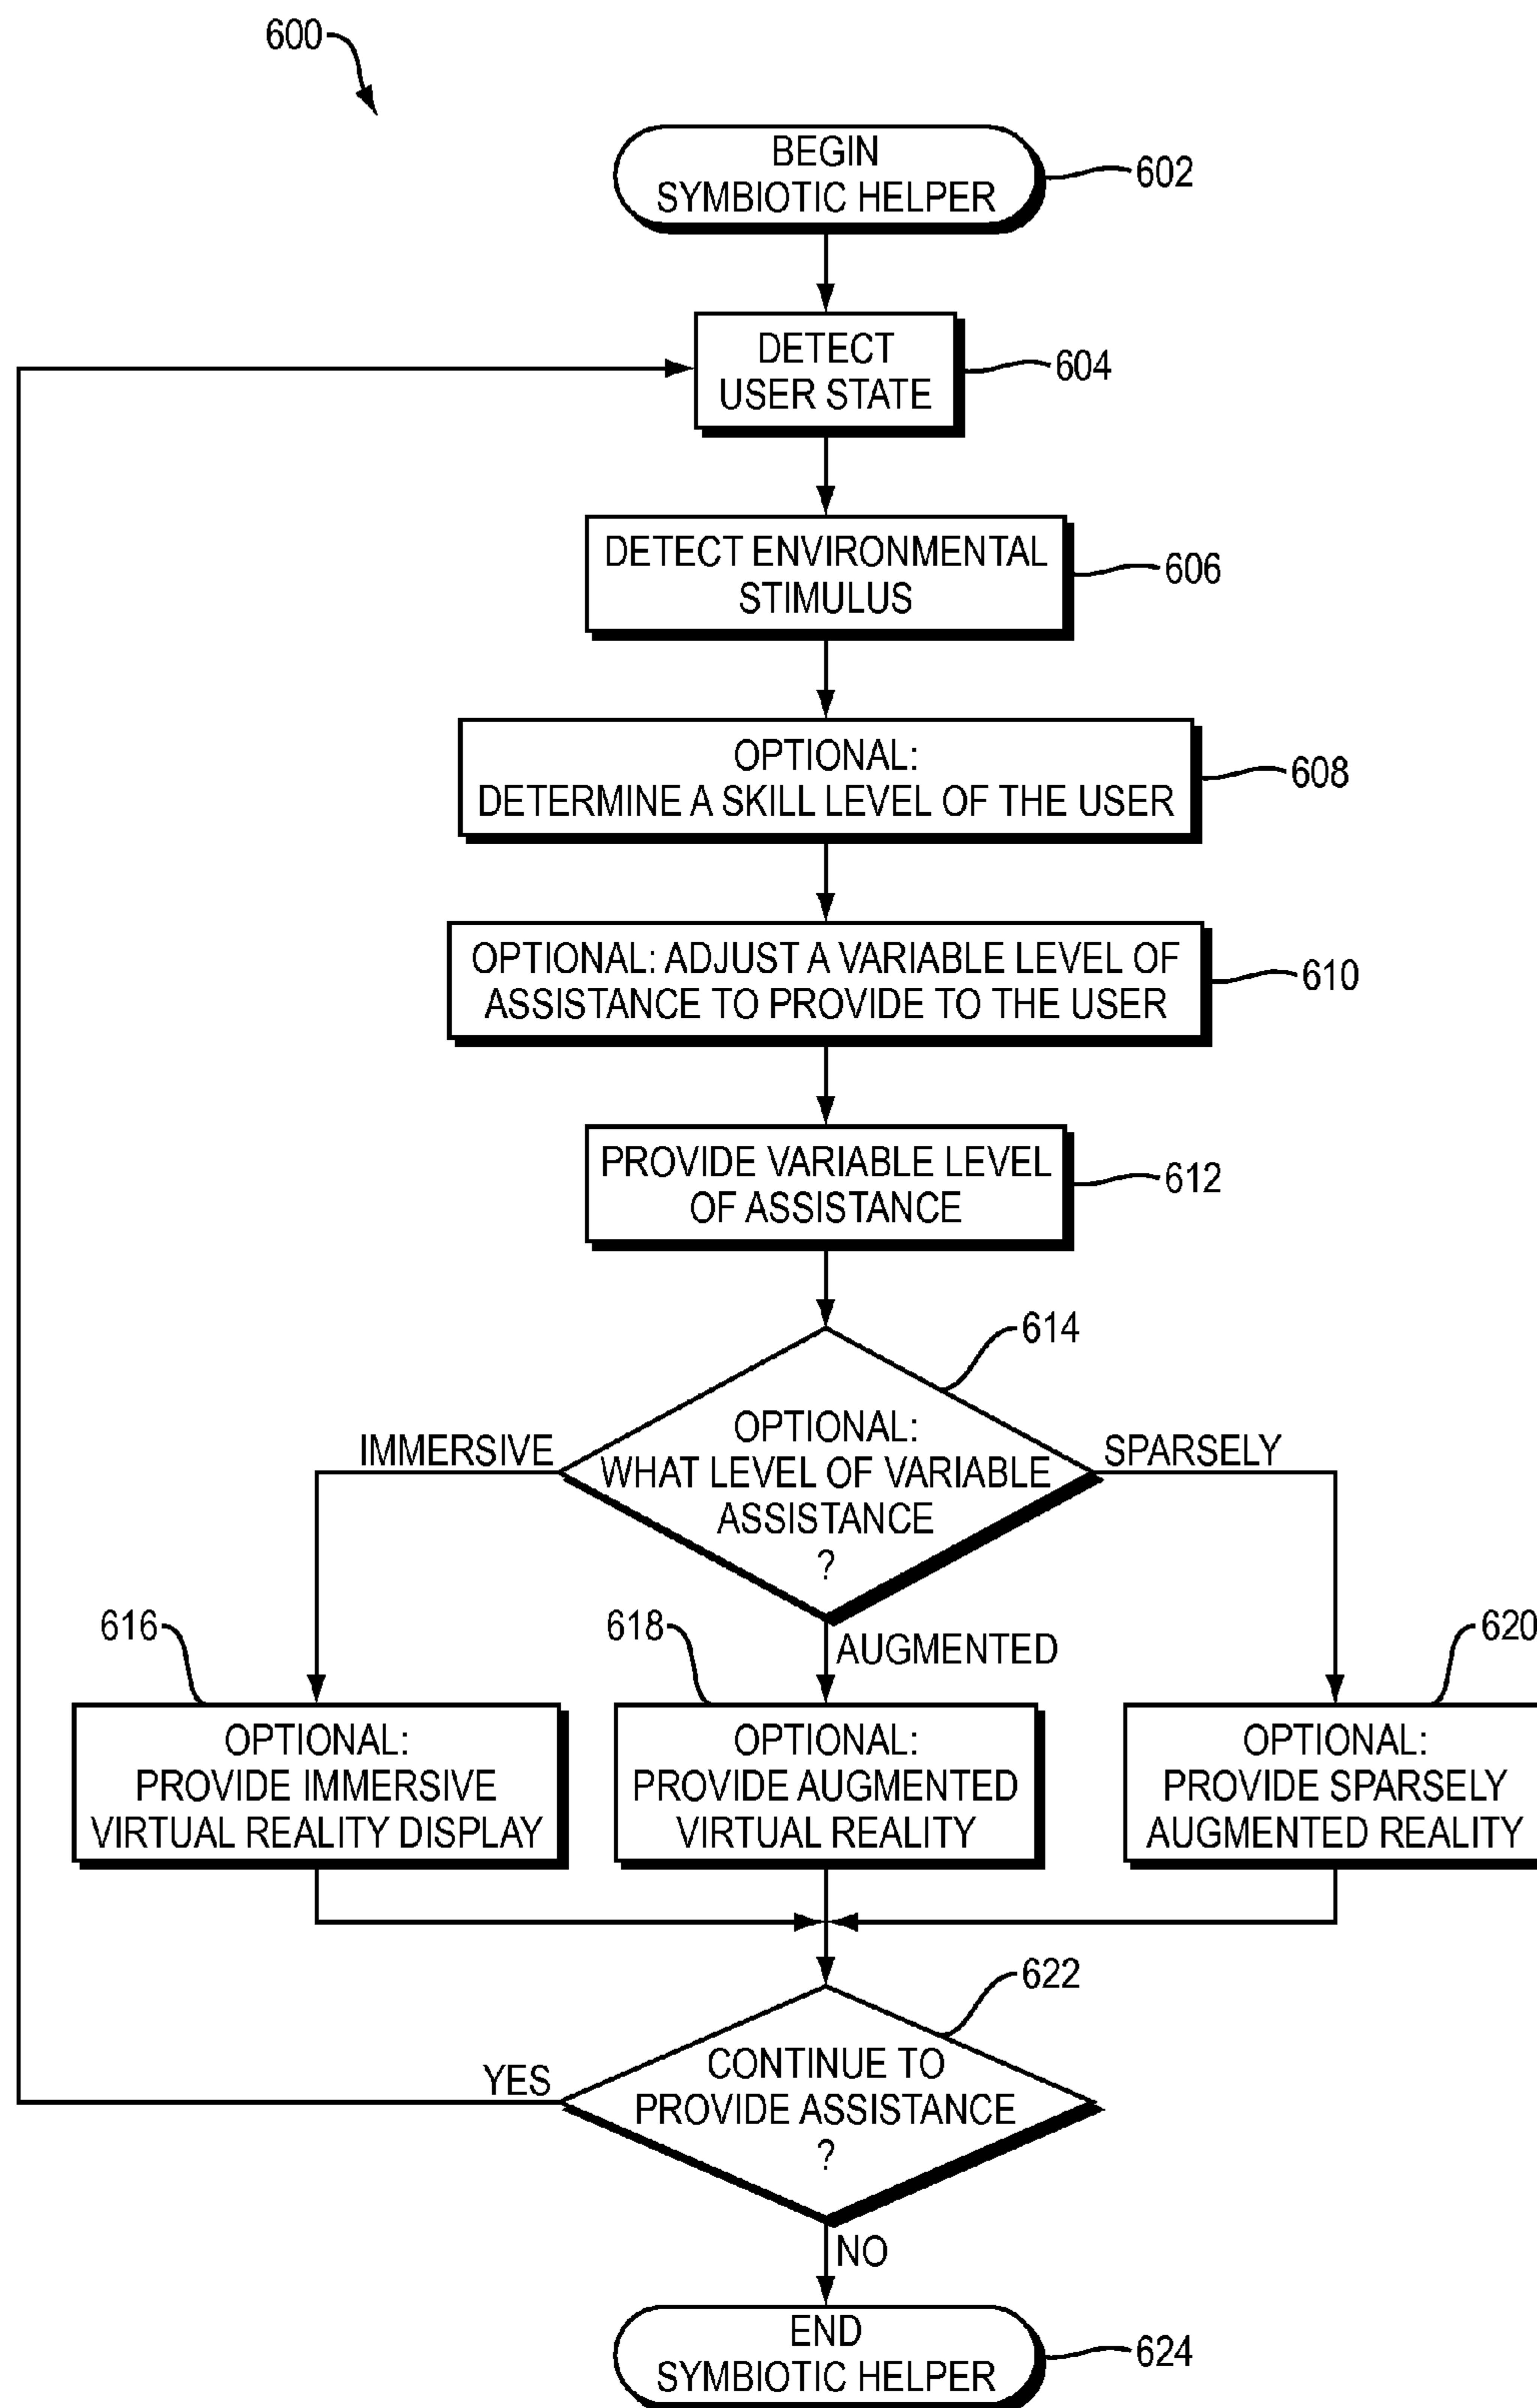 600
BEGIN
SYMBIOTIC HELPER
602
DETECT
USER STATE
604
DETECT ENVIRONMENTAL
STIMULUS
606
OPTIONAL:
DETERMINE A SKILL LEVEL OF THE USER
608
OPTIONAL: ADJUST A VARIABLE LEVEL OF
ASSISTANCE TO PROVIDE TO THE USER
610
PROVIDE VARIABLE LEVEL
OF ASSISTANCE
612
614
OPTIONAL:
WHAT LEVEL OF VARIABLE
ASSISTANCE
?
IMMERSIVE
SPARSELY
AUGMENTED
616
OPTIONAL:
PROVIDE IMMERSIVE
VIRTUAL REALITY DISPLAY
618
OPTIONAL:
PROVIDE AUGMENTED
VIRTUAL REALITY
620
OPTIONAL:
PROVIDE SPARSELY
AUGMENTED REALITY
622
CONTINUE TO
PROVIDE ASSISTANCE
?
YES
NO
END
SYMBIOTIC HELPER
624